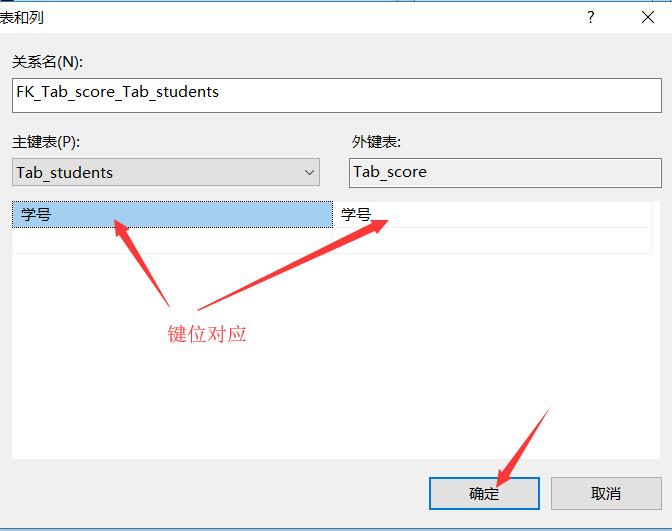 表和列
?
关系名(N):
FK_Tab_score_Tab_students
主键表(P):
外键表:
Tab_students
Tab_score
学号
学号
键位对应
确定
取消